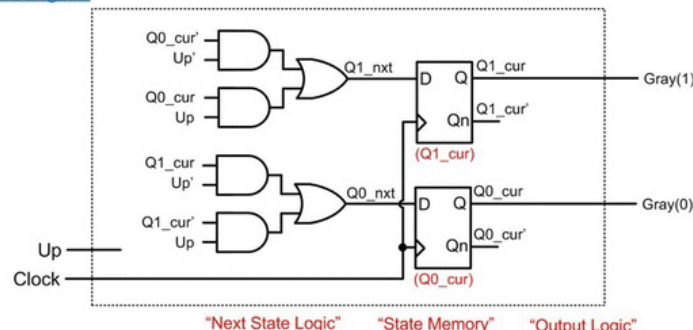 Q0_cur'
Up'
Q0_cur
Up
Q1_nxt
D Q
Qn
Q1_cur
Q1_cur'
(Q1_cur)
Gray(1)
Q1_cur
Up'
Q1_cur'
Up
Q0_nxt
D Q
Qn
Q0_cur
Q0_cur'
(Q0_cur)
Gray(0)
Up
Clock
"Next State Logic" "State Memory" "Output Logic"